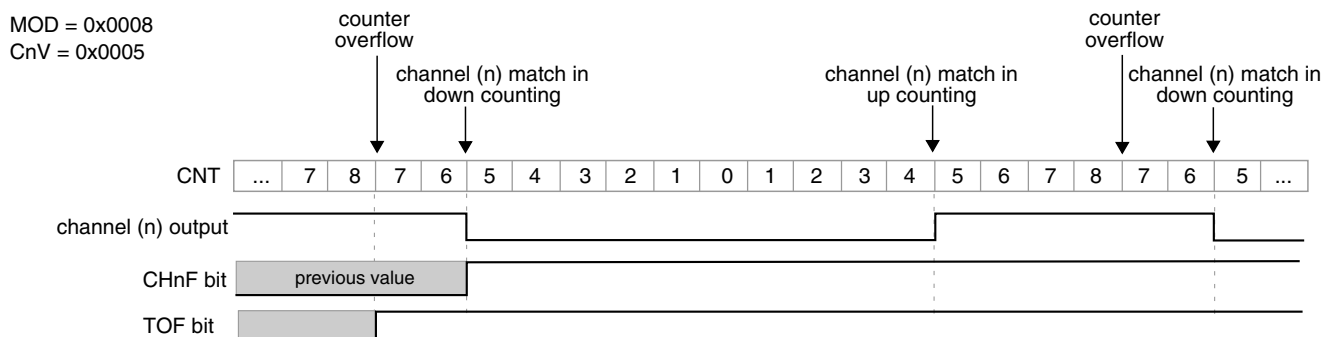 MOD = 0x0008
CnV = 0x0005
counter
overflow
channel (n) match in
down counting
channel (n) match in
up counting
counter
overflow
channel (n) match in
down counting
CNT ... 7 8 7 6 5 4 3 2 1 0 1 2 3 4 5 6 7 8 7 6 5 ...
channel (n) output
CHnF bit previous value
TOF bit